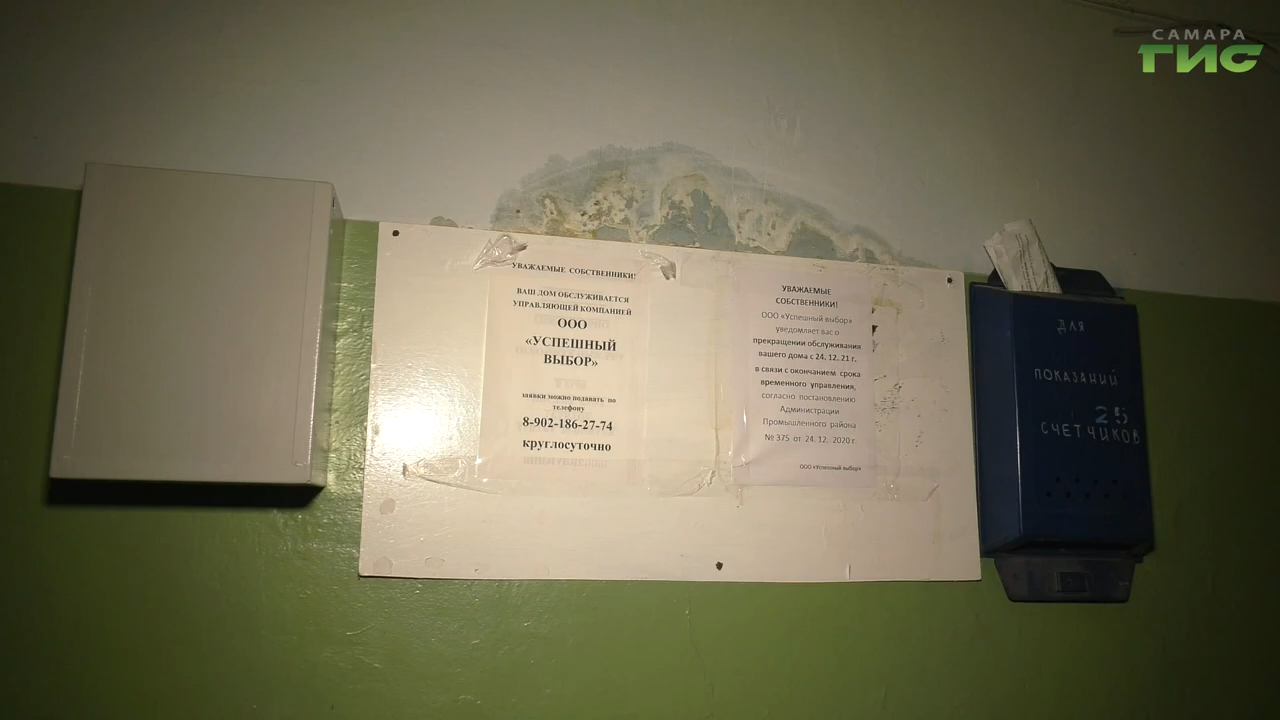 САМАРА
ГИС
УВАЖАЕМЫЕ СОБСТВЕННИКИ!
ВАШ ДОМ ОБСЛУЖИВАЕТСЯ
УПРАВЛЯЮЩЕЙ КОМПАНИЕЙ
ООО
«УСПЕШНЫЙ
ВЫБОР»
заявки можно подавать по
телефону
8-902-186-27-74
круглосуточно
УВАЖАЕМЫЕ
СОБСТВЕННИКИ!
ООО «Успешный выбор»
уведомляет вас о
прекращении обслуживания
вашего дома с 24. 12. 21 г.
в связи с окончанием срока
временного управления,
согласно постановлению
Администрации
Промышленного района
№ 375 от 24. 12. 2020 г.
ООО «Успешный выбор»
ДЛЯ
ПОКАЗАНИЙ
25
СЧЕТЧИКОВ